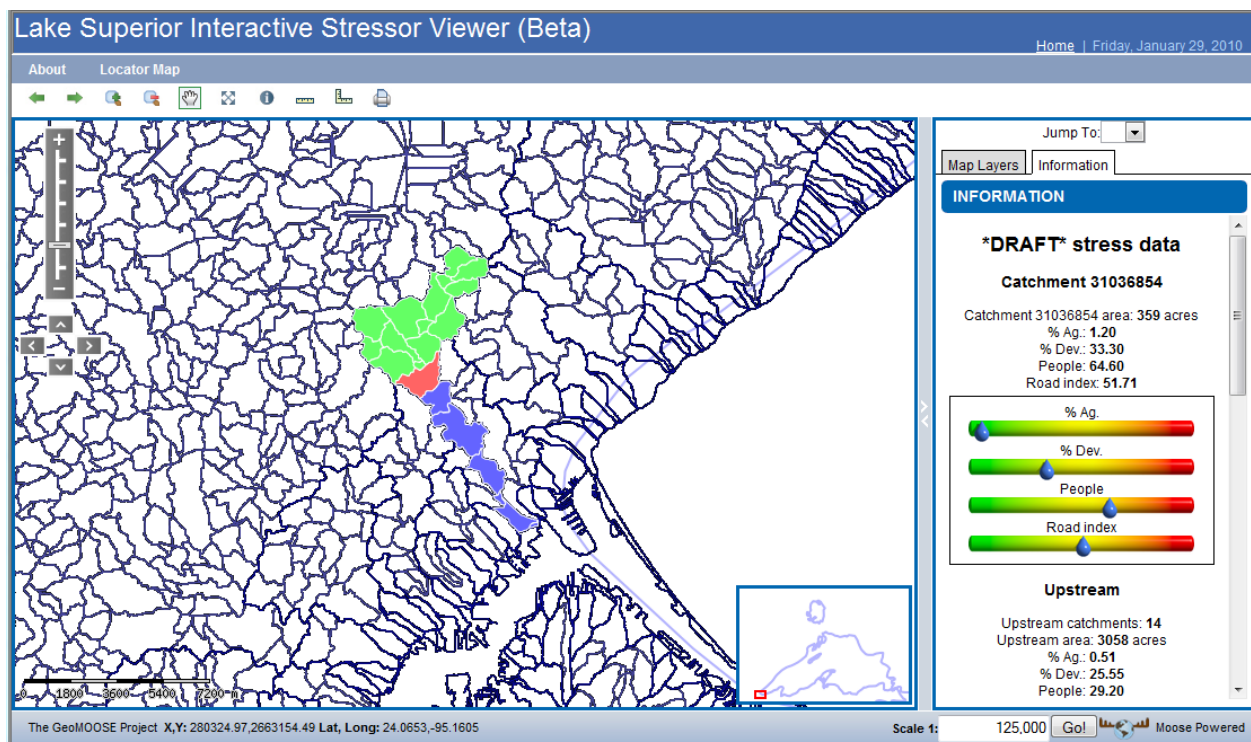 Lake Superior Interactive Stressor Viewer (Beta)
Home | Friday, January 29, 2010
About Locator Map
Jump To:
Map Layers Information
INFORMATION
*DRAFT* stress data
Catchment 31036854
Catchment 31036854 area: 359 acres
% Ag.: 1.20
% Dev.: 33.30
People: 64.60
Road index: 51.71
% Ag.
% Dev.
People
Road index
Upstream
Upstream catchments: 14
Upstream area: 3058 acres
% Ag.: 0.51
% Dev.: 25.55
People: 29.20
0 1800 3600 5400 7200 m
The GeoMOOSE Project X,Y: 280324.97,2663154.49 Lat, Long: 24.0653,-95.1605
Scale 1: 125,000 Go! Moose Powered